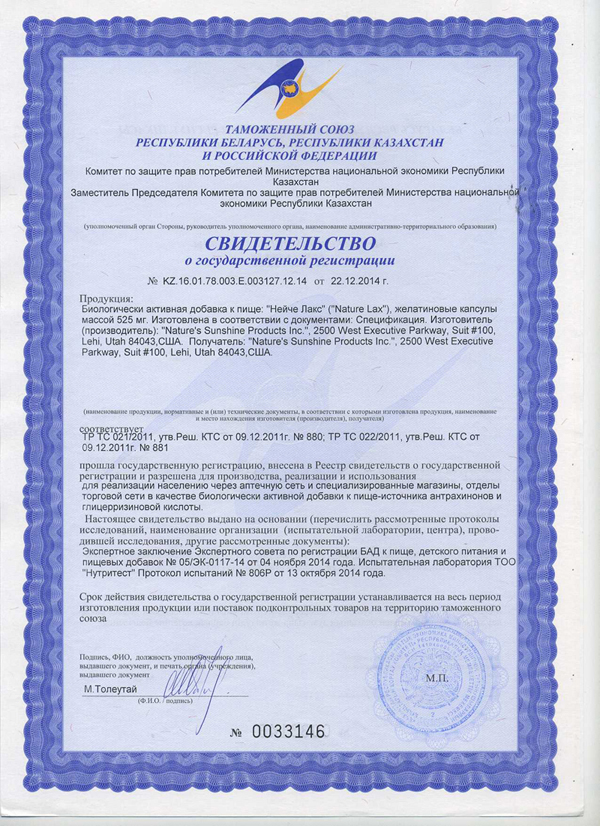 ТАМОЖЕННЫЙ СОЮЗ
РЕСПУБЛИКИ БЕЛАРУСЬ, РЕСПУБЛИКИ КАЗАХСТАН
И РОССИЙСКОЙ ФЕДЕРАЦИИ
Комитет по защите прав потребителей Министерства национальной экономики Республики
Казахстан
Заместитель Председателя Комитета по защите прав потребителей Министерства национальной
экономики Республики Казахстан
(уполномоченный орган Стороны, руководитель уполномоченного органа, наименование административно-территориального образования)
СВИДЕТЕЛЬСТВО
о государственной регистрации
№ KZ.16.01.78.003.E.003127.12.14 от 22.12.2014 г.
Продукция:
Биологически активная добавка к пище: "Нейче Лакс" ("Nature Lax"), желатиновые капсулы
массой 525 мг. Изготовлена в соответствии с документами: Спецификация. Изготовитель
(производитель): "Nature's Sunshine Products Inc.", 2500 West Executive Parkway, Suit #100,
Lehi, Utah 84043,США. Получатель: "Nature's Sunshine Products Inc.", 2500 West Executive
Parkway, Suit #100, Lehi, Utah 84043,США.
(наименование продукции, нормативные и (или) технические документы, в соответствии с которыми изготовлена продукция, наименование
и место нахождения изготовителя (производителя), получателя)
соответствует
ТР ТС 021/2011, утв.Реш. КТС от 09.12.2011г. № 880; ТР ТС 022/2011, утв.Реш. КТС от
09.12.2011г. № 881
прошла государственную регистрацию, внесена в Реестр свидетельств о государственной
регистрации и разрешена для производства, реализации и использования
для реализации населению через аптечную сеть и специализированные магазины, отделы
торговой сети в качестве биологически активной добавки к пище-источника антрахинонов и
глицерризиновой кислоты.
Настоящее свидетельство выдано на основании (перечислить рассмотренные протоколы
исследований, наименование организации (испытательной лаборатории, центра), прово-
дившей исследования, другие рассмотренные документы):
Экспертное заключение Экспертного совета по регистрации БАД к пище, детского питания и
пищевых добавок № 05/ЭК-0117-14 от 04 ноября 2014 года. Испытательная лаборатория ТОО
"Нутритест" Протокол испытаний № 806Р от 13 октября 2014 года.
Срок действия свидетельства о государственной регистрации устанавливается на весь период
изготовления продукции или поставок подконтрольных товаров на территорию таможенного
союза
Подпись, ФИО, должность уполномоченного лица,
выдавшего документ, и печать органа (учреждения),
выдавшего документ
М.Толеутай
(Ф.И.О. / подпись)
М.П.
№ 0033146